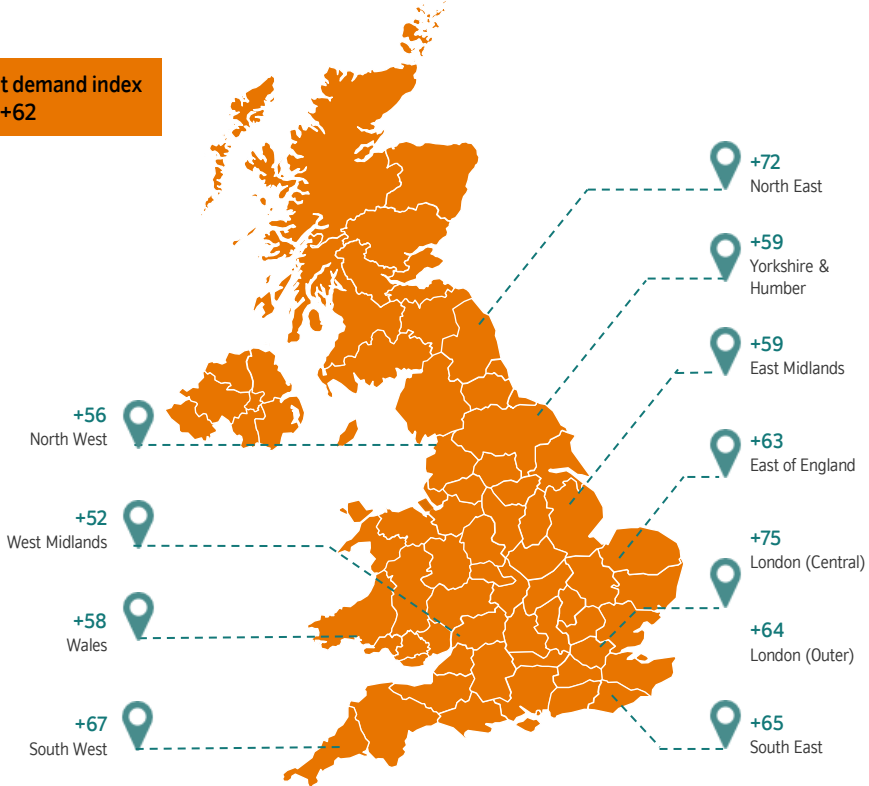 t demand index
+62
+72
North East
+59
Yorkshire &
Humber
+59
East Midlands
+56
North West
+63
East of England
+52
West Midlands
+75
London (Central)
+58
Wales
+64
London (Outer)
+67
South West
+65
South East